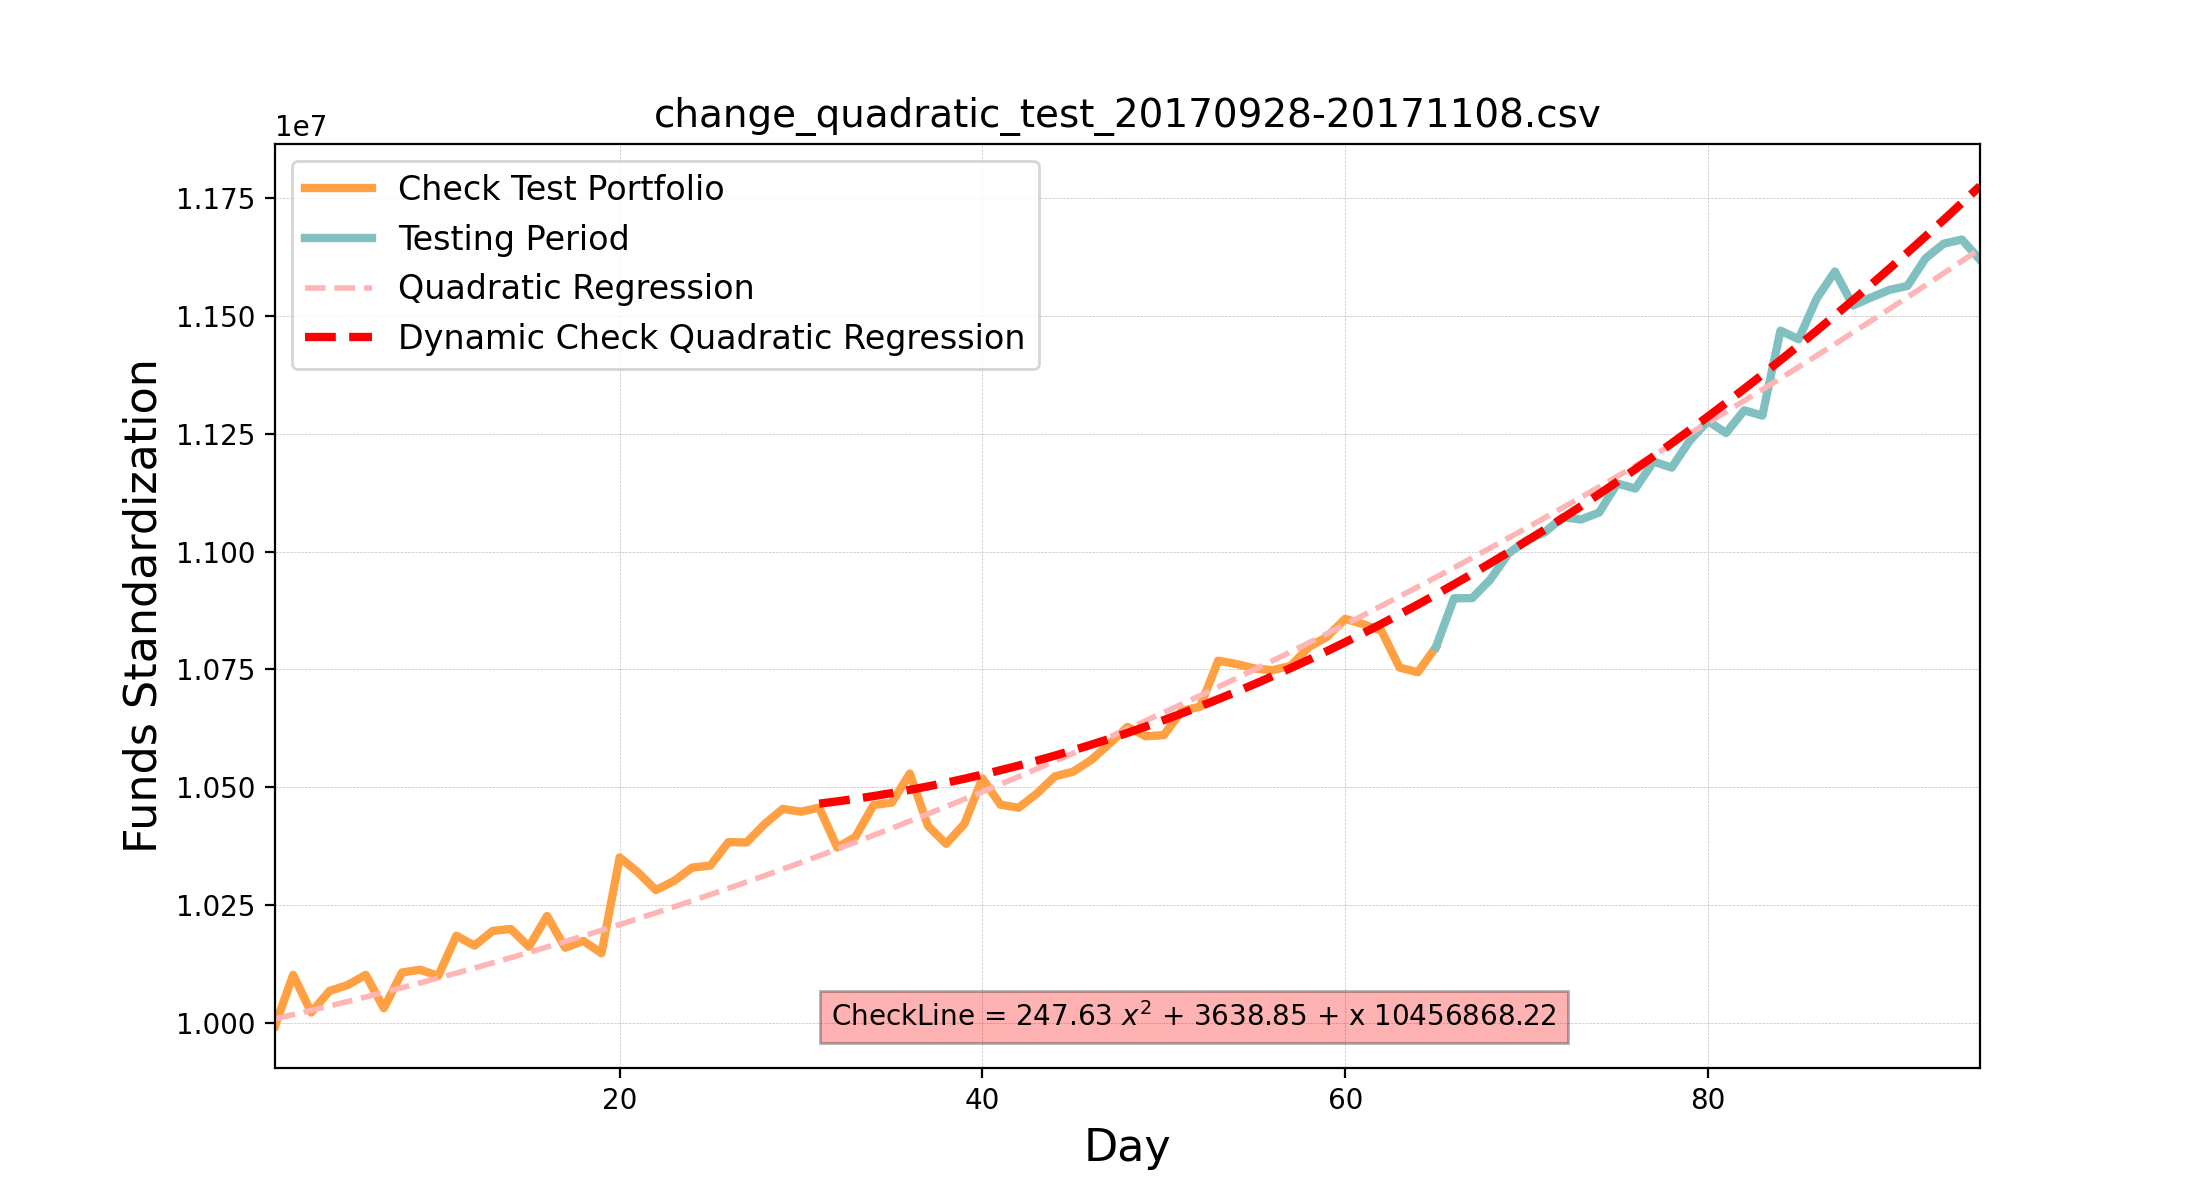 change_quadratic_test_20170928-20171108.csv
1e7
Check Test Portfolio
Testing Period
Quadratic Regression
Dynamic Check Quadratic Regression
Funds Standardization
1.175
1.150
1.125
1.100
1.075
1.050
1.025
1.000
CheckLine = 247.63 x² + 3638.85 + x 10456868.22
20 40 60 80
Day